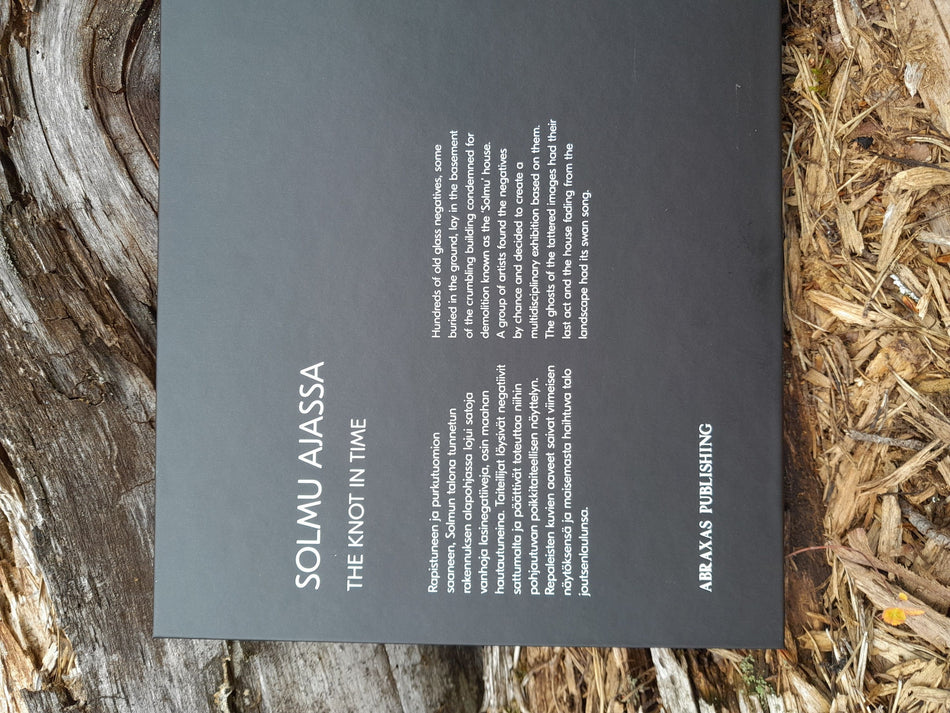 SOLMU AJASSA
THE KNOT IN TIME
Rapistuneen ja purkutuomion
saaneen, Solmun talona tunnetun
rakennuksen alapohjassa lojui satoja
vanhoja lasinegatiiveja, osin maahan
hautautuneina. Taiteilijat löysivät negatiivit
sattumalta ja päättivät toteuttaa niihin
pohjautuvan poikkitaiteellisen näyttelyn.
Repaleisten kuvien aaveet saivat viimeisen
näytöksensä ja maisemasta haihtuva talo
joutsenlaulunsa.
Hundreds of old glass negatives, some
buried in the ground, lay in the basement
of the crumbling building condemned for
demolition known as the 'Solmu' house.
A group of artists found the negatives
by chance and decided to create a
multidisciplinary exhibition based on them.
The ghosts of the tattered images had their
last act and the house fading from the
landscape had its swan song.
ABRAXAS PUBLISHING